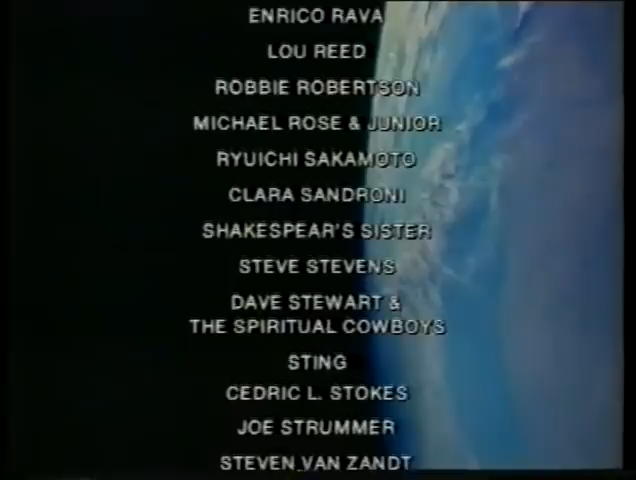 ENRICO RAVA
LOU REED
ROBBIE ROBERTSON
MICHAEL ROSE & JUNIOR
RYUICHI SAKAMOTO
CLARA SANDRONI
SHAKESPEAR'S SISTER
STEVE STEVENS
DAVE STEWART &
THE SPIRITUAL COWBOYS
STING
CEDRIC L. STOKES
JOE STRUMMER
STEVEN VAN ZANDT